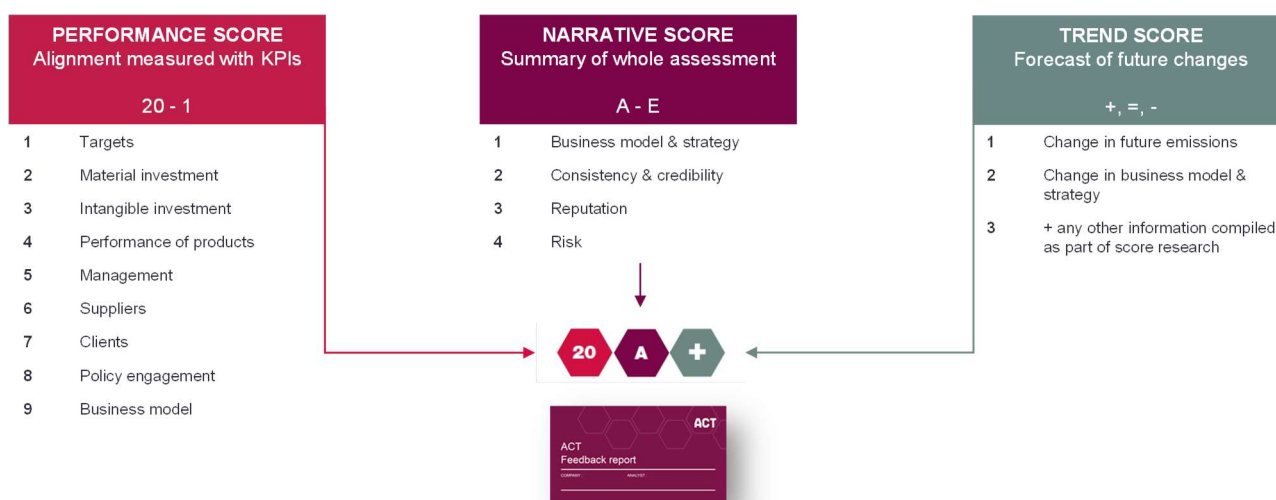 PERFORMANCE SCORE
Alignment measured with KPIs
20 - 1
1 Targets
2 Material investment
3 Intangible investment
4 Performance of products
5 Management
6 Suppliers
7 Clients
8 Policy engagement
9 Business model
NARRATIVE SCORE
Summary of whole assessment
A - E
1 Business model & strategy
2 Consistency & credibility
3 Reputation
4 Risk
TREND SCORE
Forecast of future changes
+, =, -
1 Change in future emissions
2 Change in business model &
strategy
3 + any other information compiled
as part of score research
20 A +
ACT
ACT
Feedback report
COMPANY ANALYST